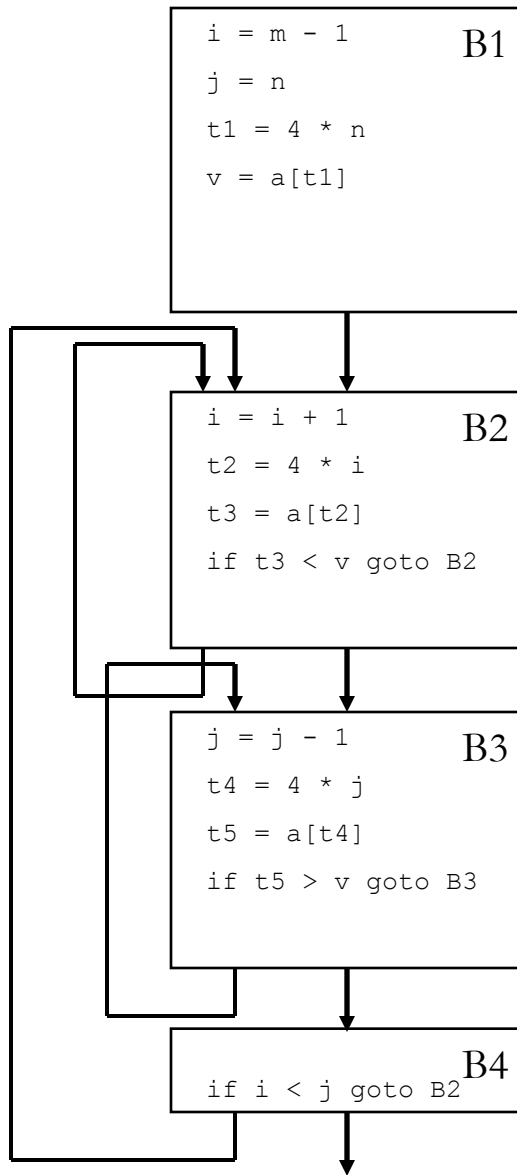 i = m - 1
B1
j = n
t1 = 4 * n
v = a[t1]
i = i + 1
B2
t2 = 4 * i
t3 = a[t2]
if t3 < v goto B2
j = j - 1
B3
t4 = 4 * j
t5 = a[t4]
if t5 > v goto B3
B4
if i < j goto B2